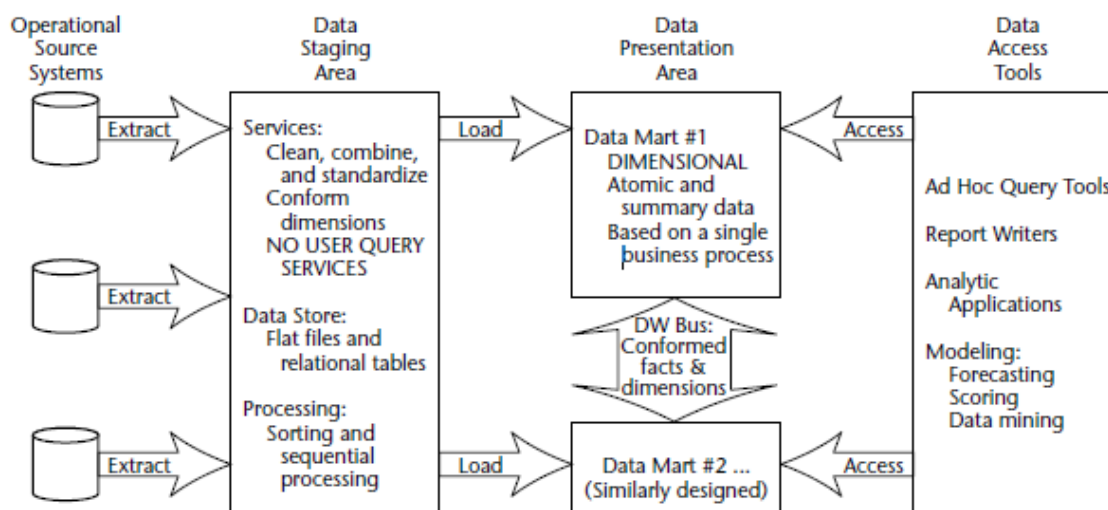 Operational
Source
Systems
Data
Staging
Area
Data
Presentation
Area
Data
Access
Tools
Extract
Extract
Extract
Services:
Clean, combine,
and standardize
Conform
dimensions
NO USER QUERY
SERVICES
Data Store:
Flat files and
relational tables
Processing:
Sorting and
sequential
processing
Load
Load
Data Mart #1
DIMENSIONAL
Atomic and
summary data
Based on a single
business process
DW Bus:
Conformed
facts &
dimensions
Data Mart #2 ...
(Similarly designed)
Access
Access
Ad Hoc Query Tools
Report Writers
Analytic
Applications
Modeling:
Forecasting
Scoring
Data mining